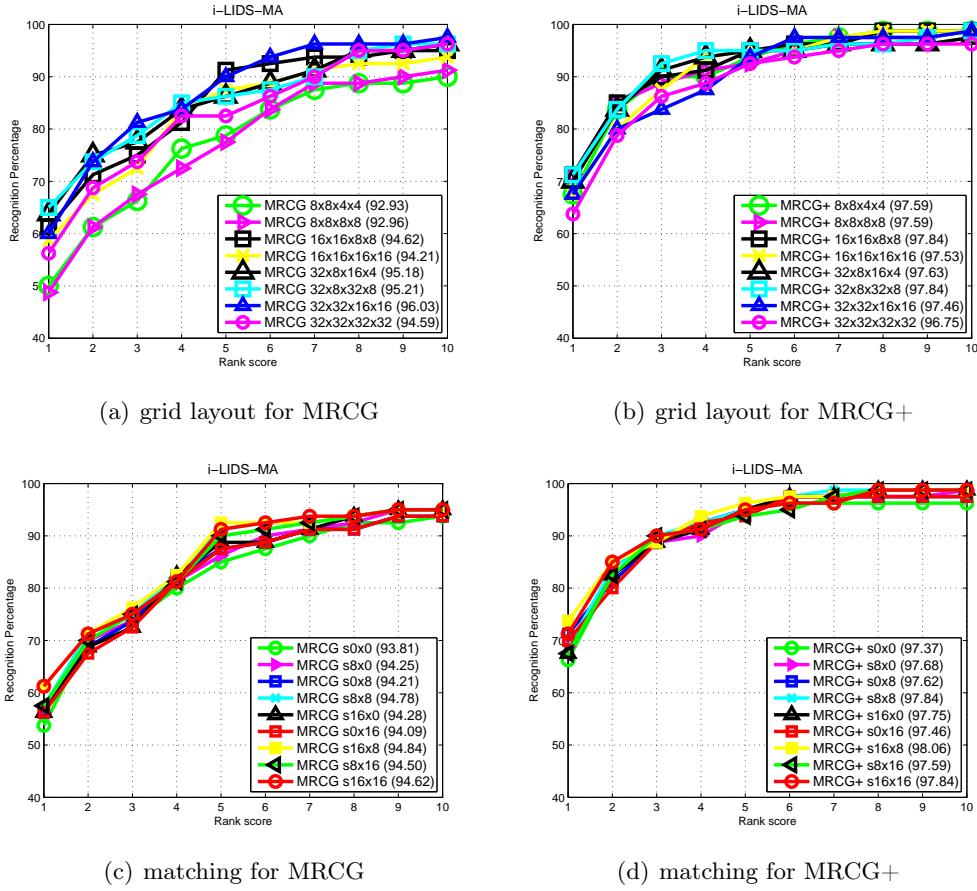 i−LIDS−MA
100
90
80
70
60
50
40
1 2 3 4 5 6 7 8 9 10
Rank score
Recognition Percentage
MRCG 8x8x4x4 (92.93)
MRCG 8x8x8x8 (92.96)
MRCG 16x16x8x8 (94.62)
MRCG 16x16x16x16 (94.21)
MRCG 32x8x16x4 (95.18)
MRCG 32x8x32x8 (95.21)
MRCG 32x32x16x16 (96.03)
MRCG 32x32x32x32 (94.59)
(a) grid layout for MRCG
i−LIDS−MA
100
90
80
70
60
50
40
1 2 3 4 5 6 7 8 9 10
Rank score
Recognition Percentage
MRCG+ 8x8x4x4 (97.59)
MRCG+ 8x8x8x8 (97.59)
MRCG+ 16x16x8x8 (97.84)
MRCG+ 16x16x16x16 (97.53)
MRCG+ 32x8x16x4 (97.63)
MRCG+ 32x8x32x8 (97.84)
MRCG+ 32x32x16x16 (97.46)
MRCG+ 32x32x32x32 (96.75)
(b) grid layout for MRCG+
i−LIDS−MA
100
90
80
70
60
50
40
1 2 3 4 5 6 7 8 9 10
Rank score
Recognition Percentage
MRCG s0x0 (93.81)
MRCG s8x0 (94.25)
MRCG s0x8 (94.21)
MRCG s8x8 (94.78)
MRCG s16x0 (94.28)
MRCG s0x16 (94.09)
MRCG s16x8 (94.84)
MRCG s8x16 (94.50)
MRCG s16x16 (94.62)
(c) matching for MRCG
i−LIDS−MA
100
90
80
70
60
50
40
1 2 3 4 5 6 7 8 9 10
Rank score
Recognition Percentage
MRCG+ s0x0 (97.37)
MRCG+ s8x0 (97.68)
MRCG+ s0x8 (97.62)
MRCG+ s8x8 (97.84)
MRCG+ s16x0 (97.75)
MRCG+ s0x16 (97.46)
MRCG+ s16x8 (98.06)
MRCG+ s8x16 (97.59)
MRCG+ s16x16 (97.84)
(d) matching for MRCG+